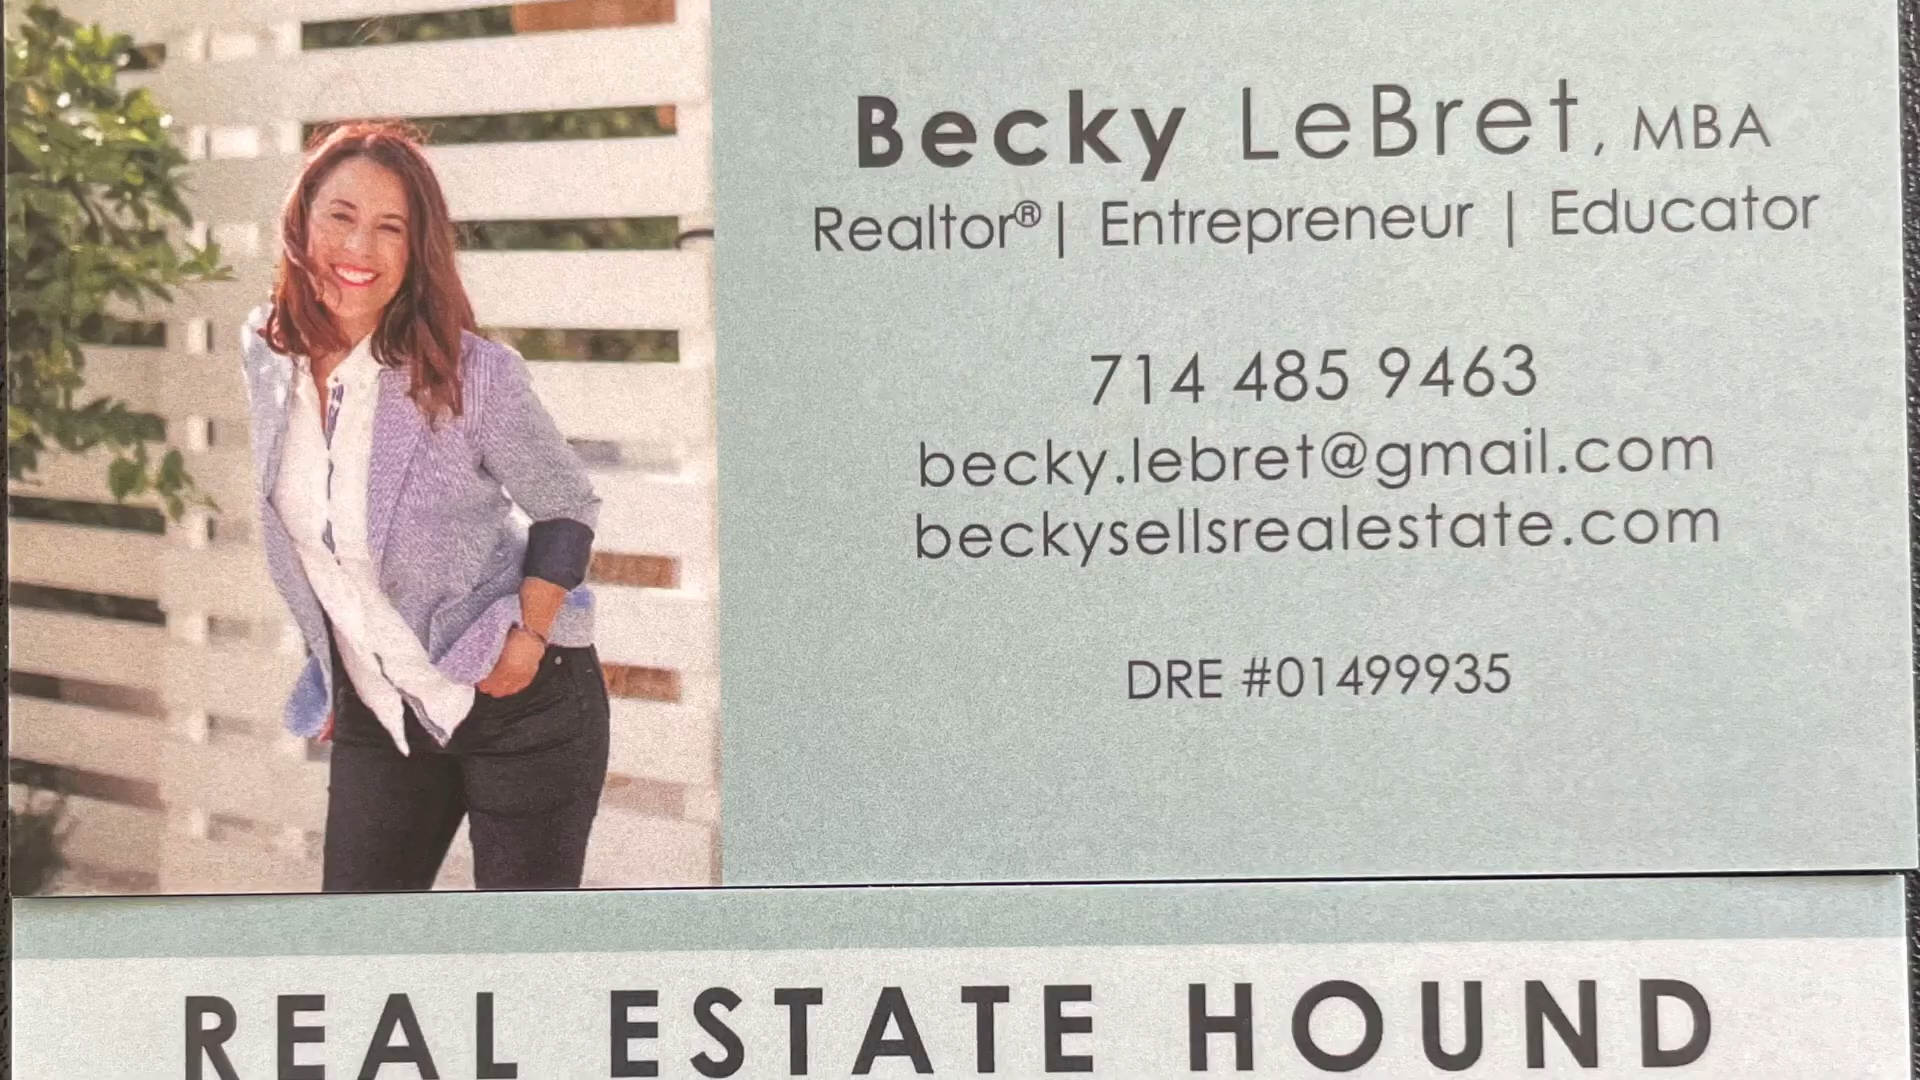 Becky LeBret, MBA
Realtor® | Entrepreneur | Educator
714 485 9463
becky.lebret@gmail.com
beckysellsrealestate.com
DRE #01499935
REAL ESTATE HOUND